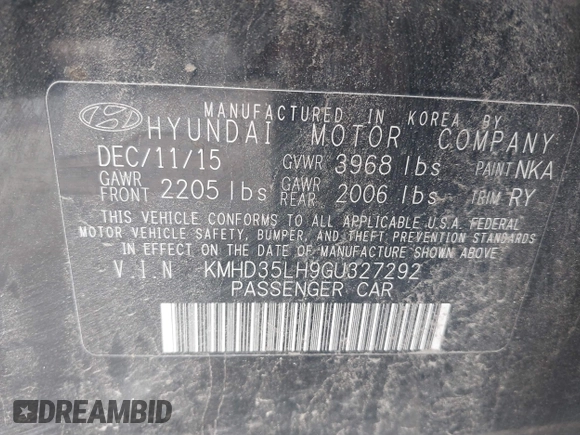 MANUFACTURED IN KOREA BY
HYUNDAI MOTOR COMPANY
DEC/11/15 GVWR 3968 lbs PAINT NKA
GAWR FRONT 2205 lbs GAWR REAR 2006 lbs TRIM RY
THIS VEHICLE CONFORMS TO ALL APPLICABLE U.S.A. FEDERAL
MOTOR VEHICLE SAFETY, BUMPER, AND THEFT PREVENTION STANDARDS
IN EFFECT ON THE DATE OF MANUFACTURE SHOWN ABOVE.
V I N KMHD35LH9GU327292
PASSENGER CAR
DREAMBID